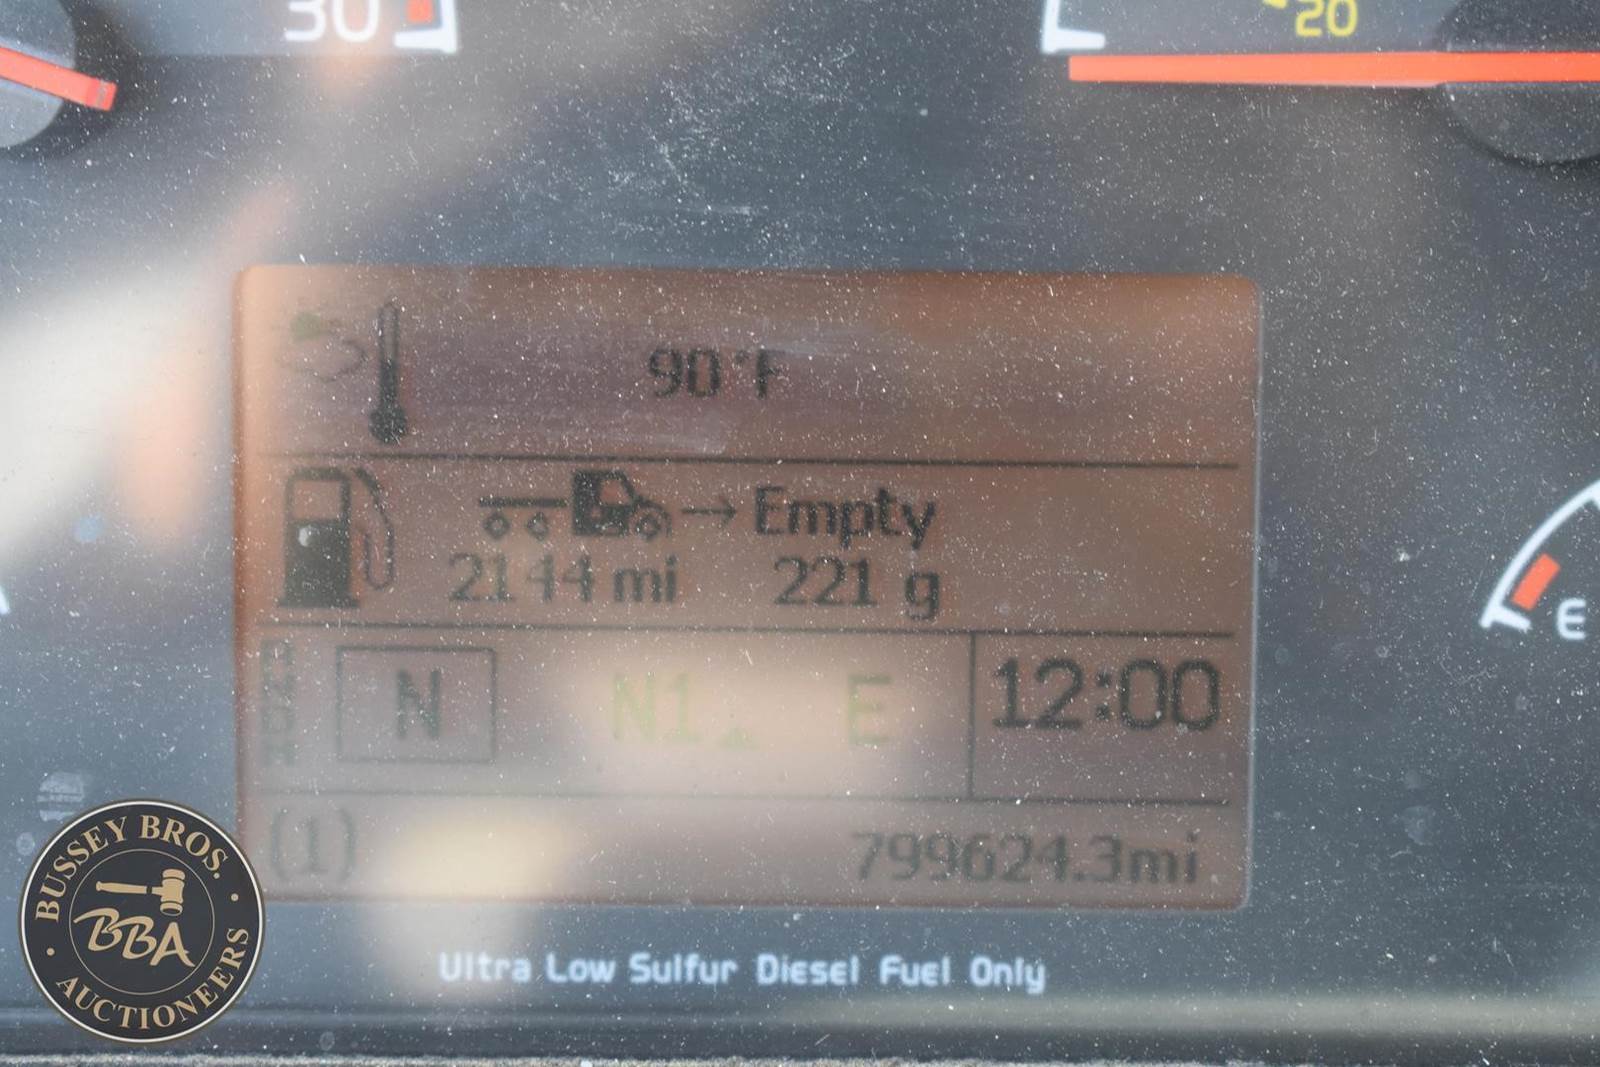 30
20
90°F
→ Empty
2144 mi 221 g
E
N N1 E 12:00
(1) 799624.3mi
Ultra Low Sulfur Diesel Fuel Only
BUSSEY BROS.
BBA
AUCTIONEERS